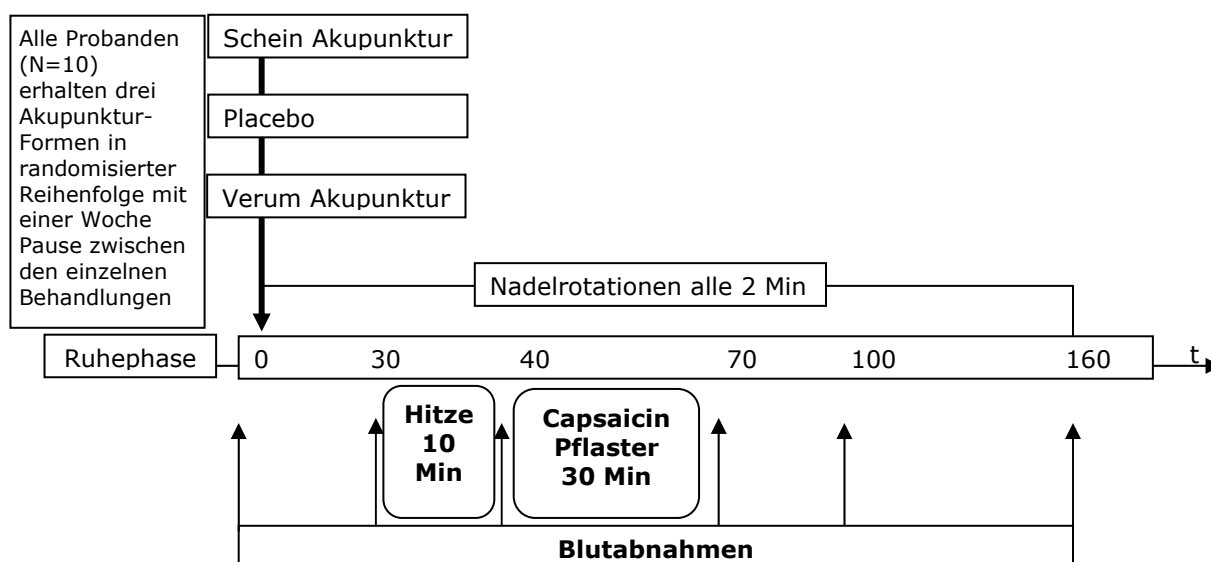 Alle Probanden
(N=10)
erhalten drei
Akupunktur-
Formen in
randomisierter
Reihenfolge mit
einer Woche
Pause zwischen
den einzelnen
Behandlungen
Schein Akupunktur
Placebo
Verum Akupunktur
Nadelrotationen alle 2 Min
Ruhephase
0 30 40 70 100 160 t
Hitze
10
Min
Capsaicin
Pflaster
30 Min
Blutabnahmen